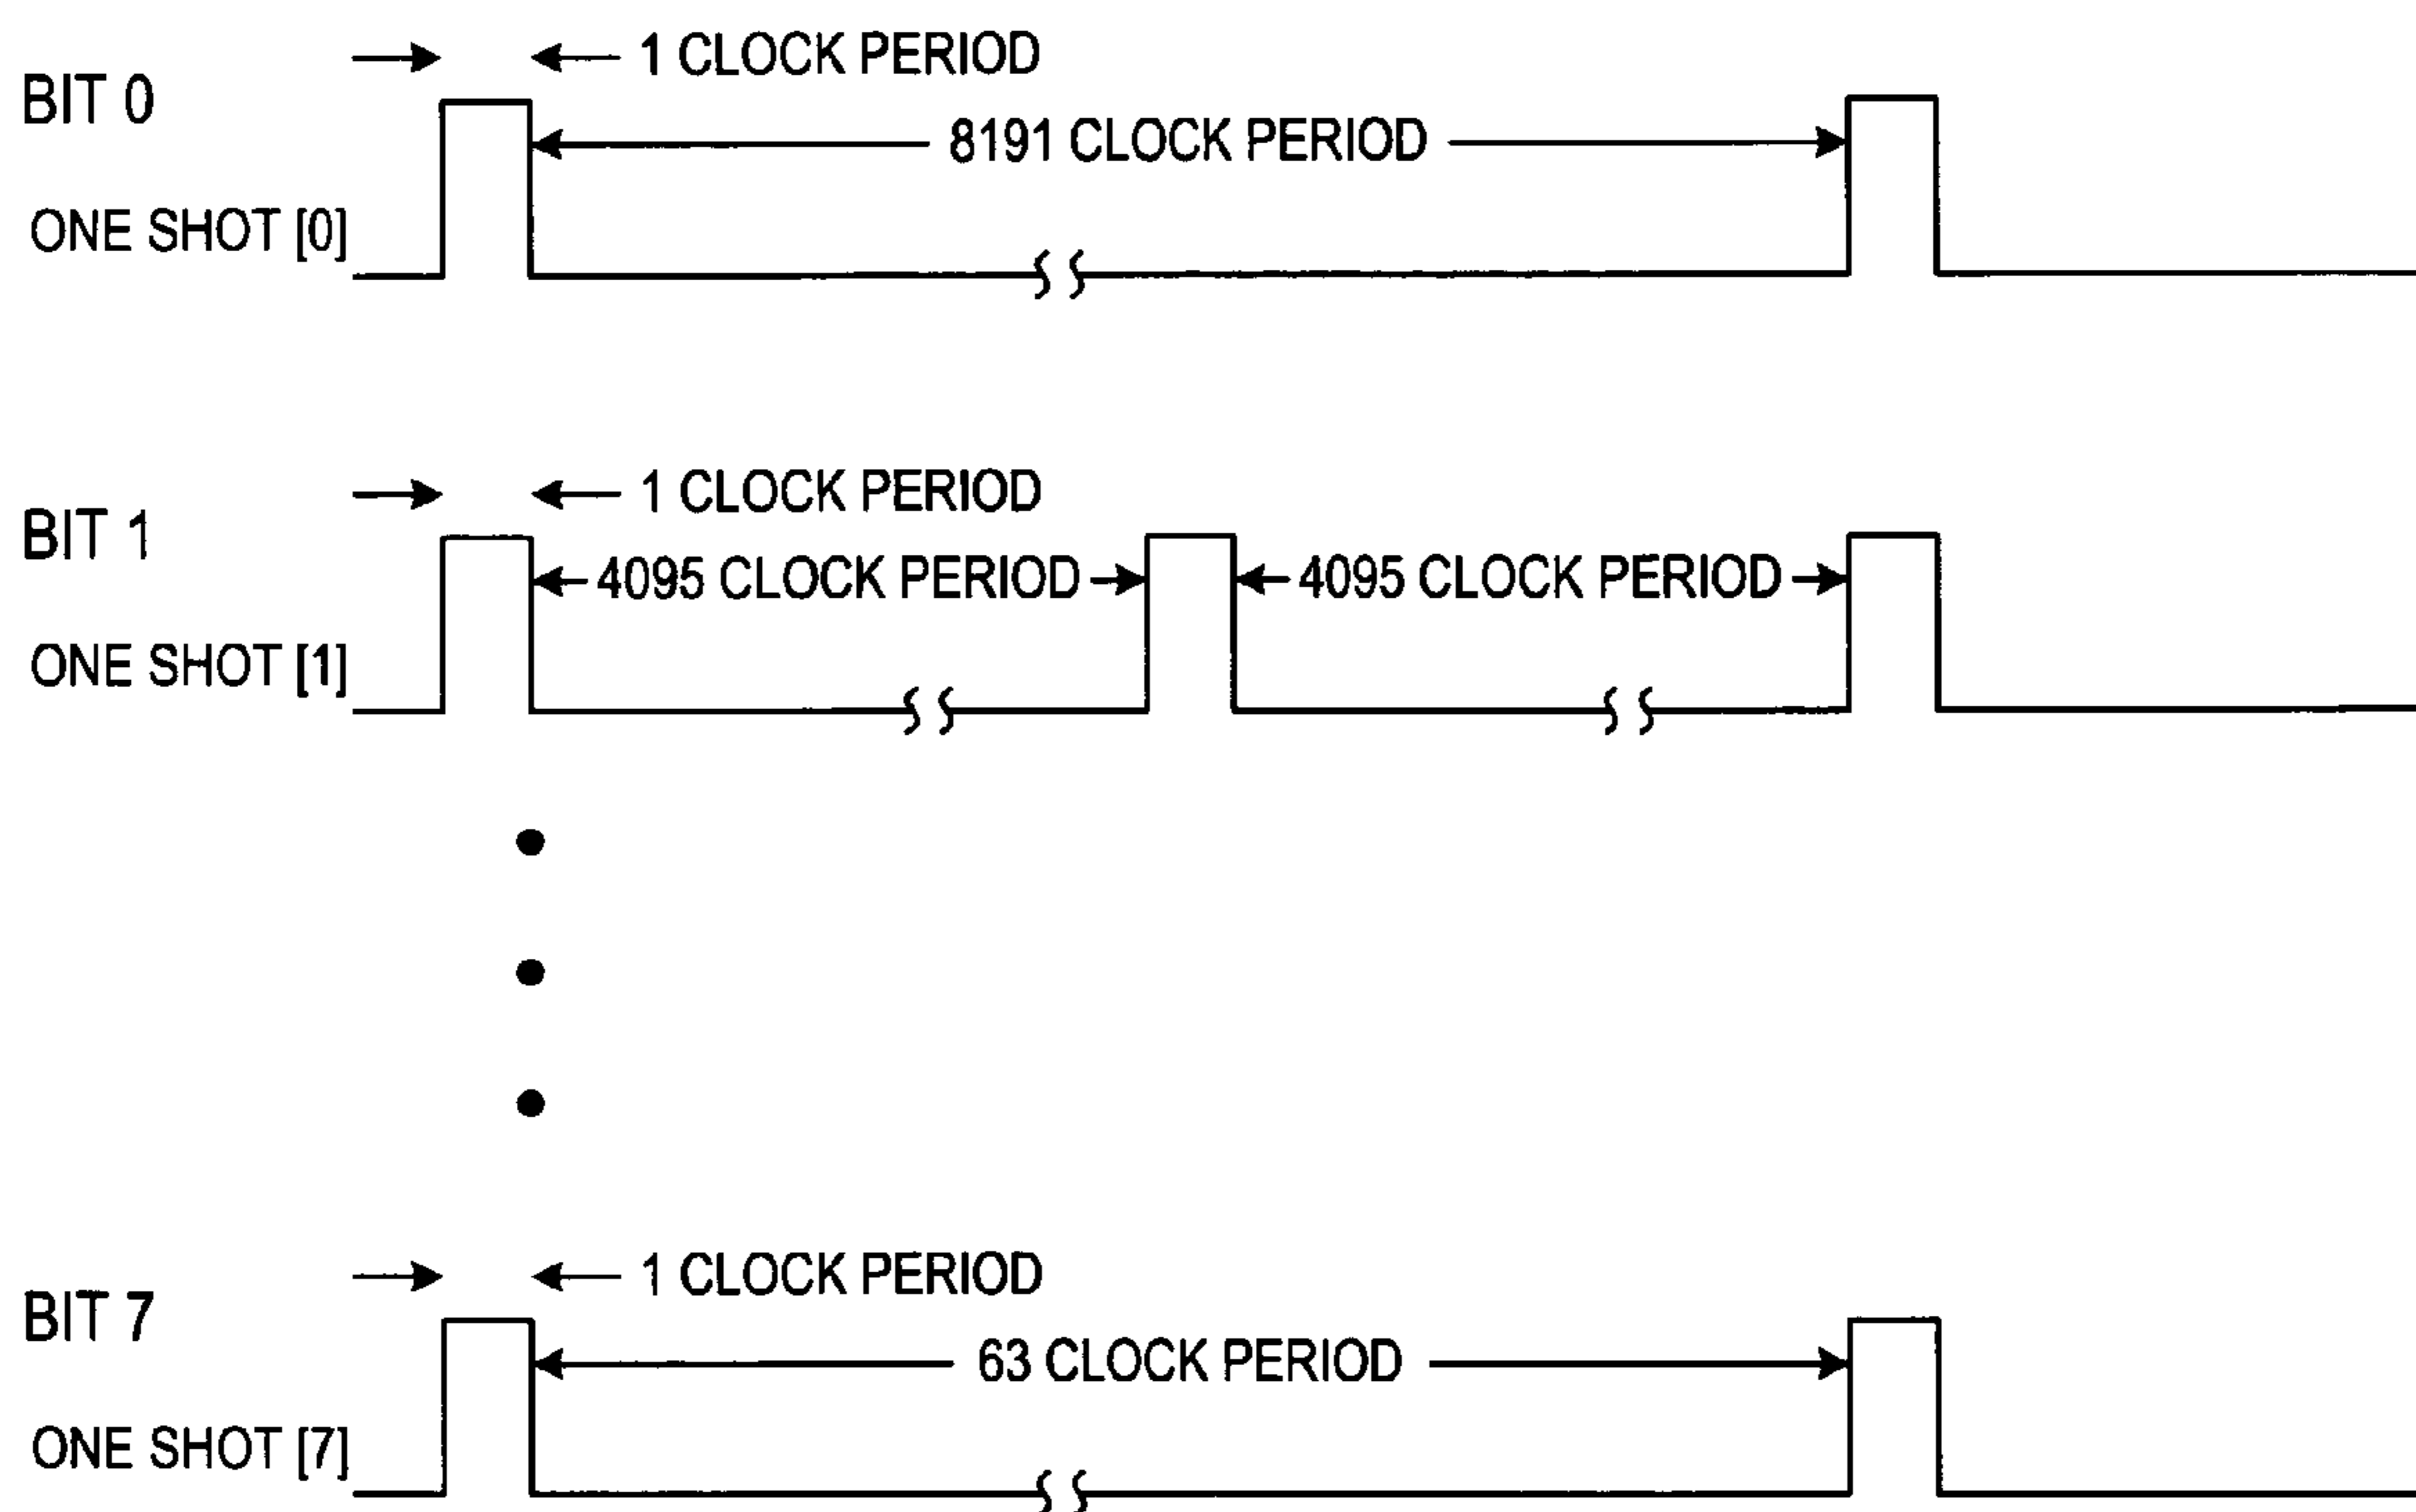 1 CLOCK PERIOD
BIT 0
8191 CLOCK PERIOD
ONE SHOT [0]
1 CLOCK PERIOD
BIT 1
4095 CLOCK PERIOD 4095 CLOCK PERIOD
ONE SHOT [1]
1 CLOCK PERIOD
BIT 7
63 CLOCK PERIOD
ONE SHOT [7]